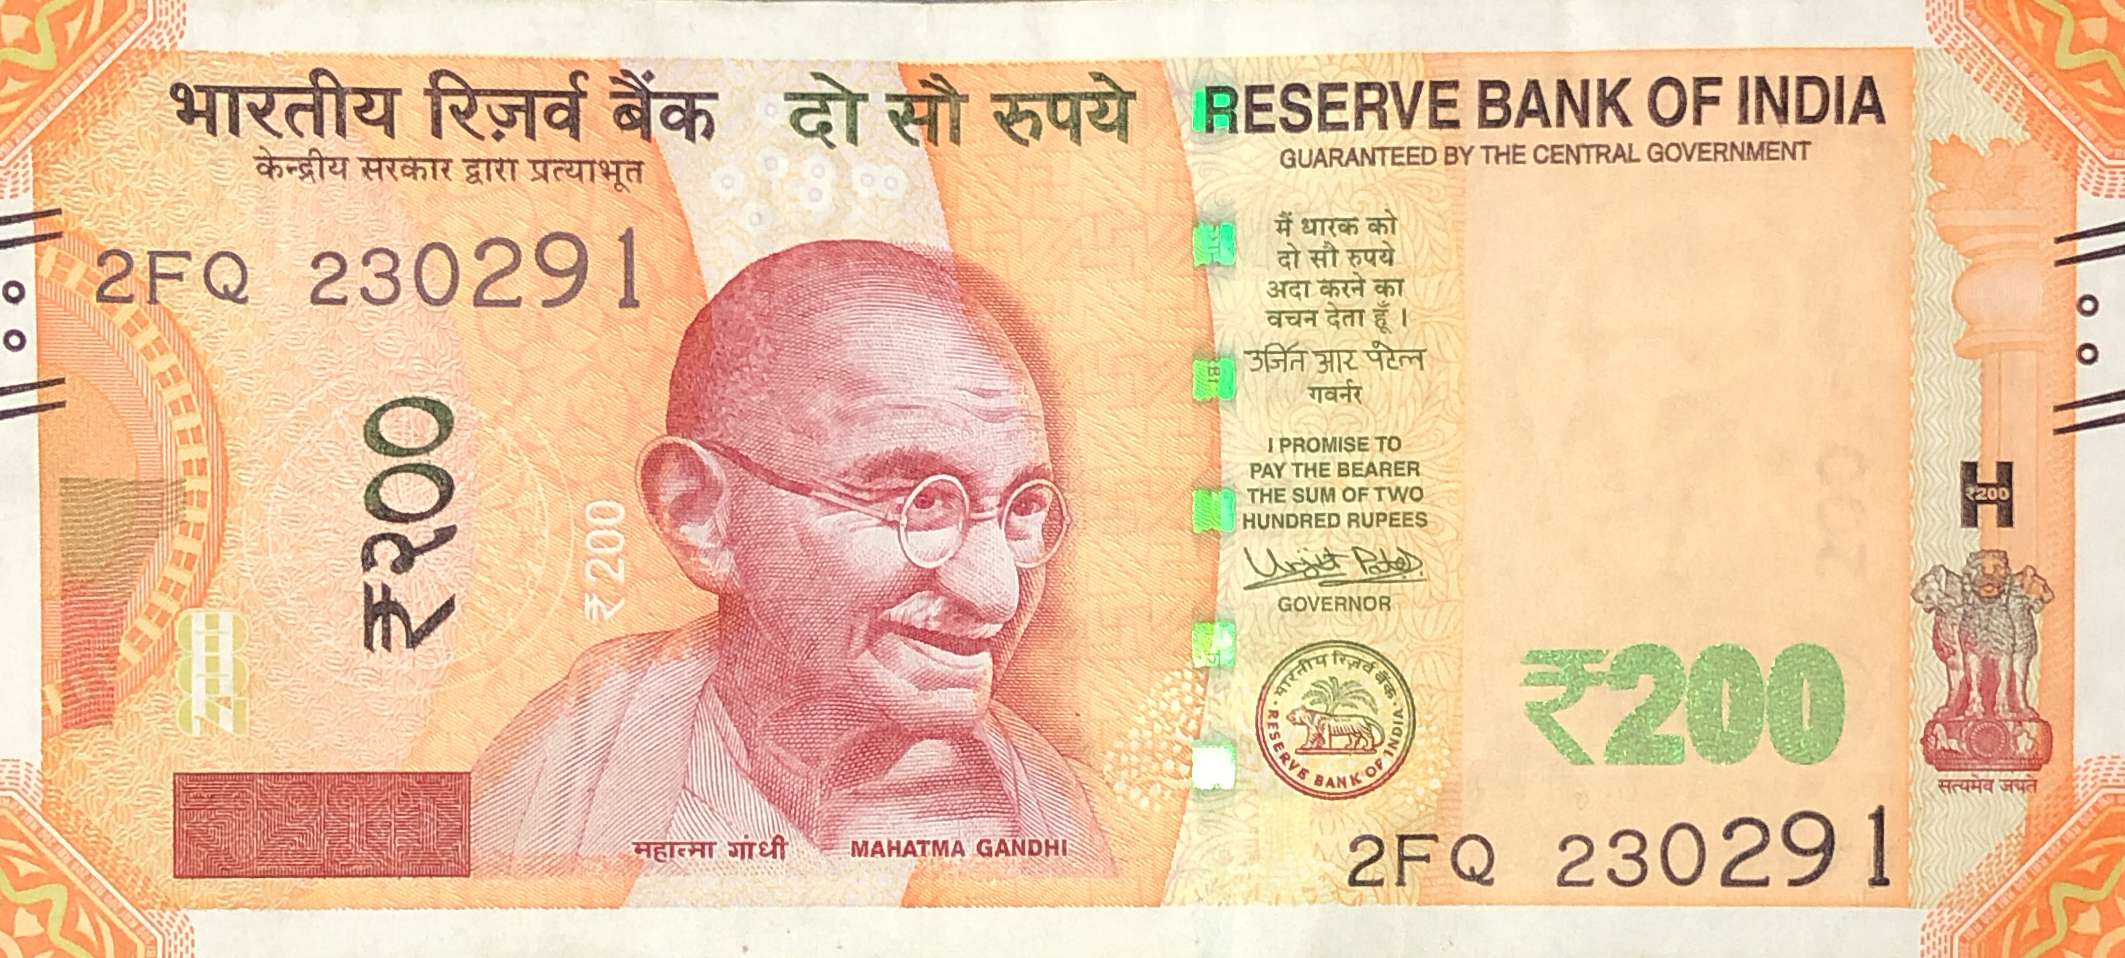 भारतीय रिज़र्व बैंक
केन्द्रीय सरकार द्वारा प्रत्याभूत
दो सौ रुपये
RESERVE BANK OF INDIA
GUARANTEED BY THE CENTRAL GOVERNMENT
2FQ 230291
₹२००
₹200
मैं धारक को
दो सौ रुपये
अदा करने का
वचन देता हूँ ।
उर्जित आर पटेल
गवर्नर
I PROMISE TO
PAY THE BEARER
THE SUM OF TWO
HUNDRED RUPEES
Urjit Patel
GOVERNOR
भारतीय रिज़र्व बैंक
RESERVE BANK OF INDIA
₹200
₹200
सत्यमेव जयते
महात्मा गांधी
MAHATMA GANDHI
2FQ 230291